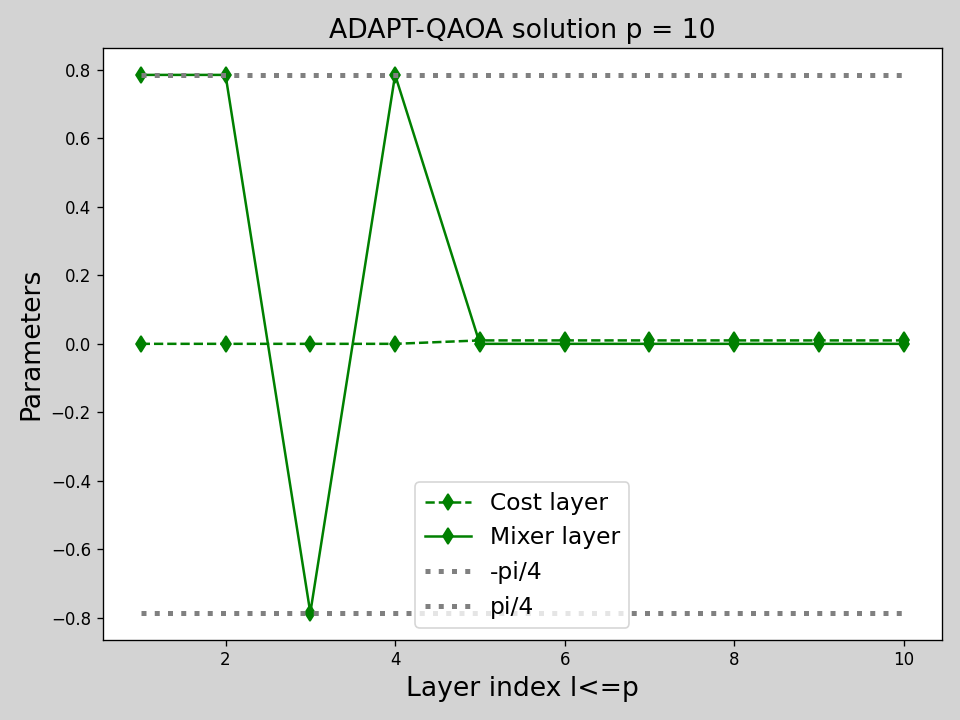 ADAPT-QAOA solution p = 10
Parameters
0.8
0.6
0.4
0.2
0.0
−0.2
−0.4
−0.6
−0.8
Cost layer
Mixer layer
-pi/4
pi/4
2 4 6 8 10
Layer index l<=p